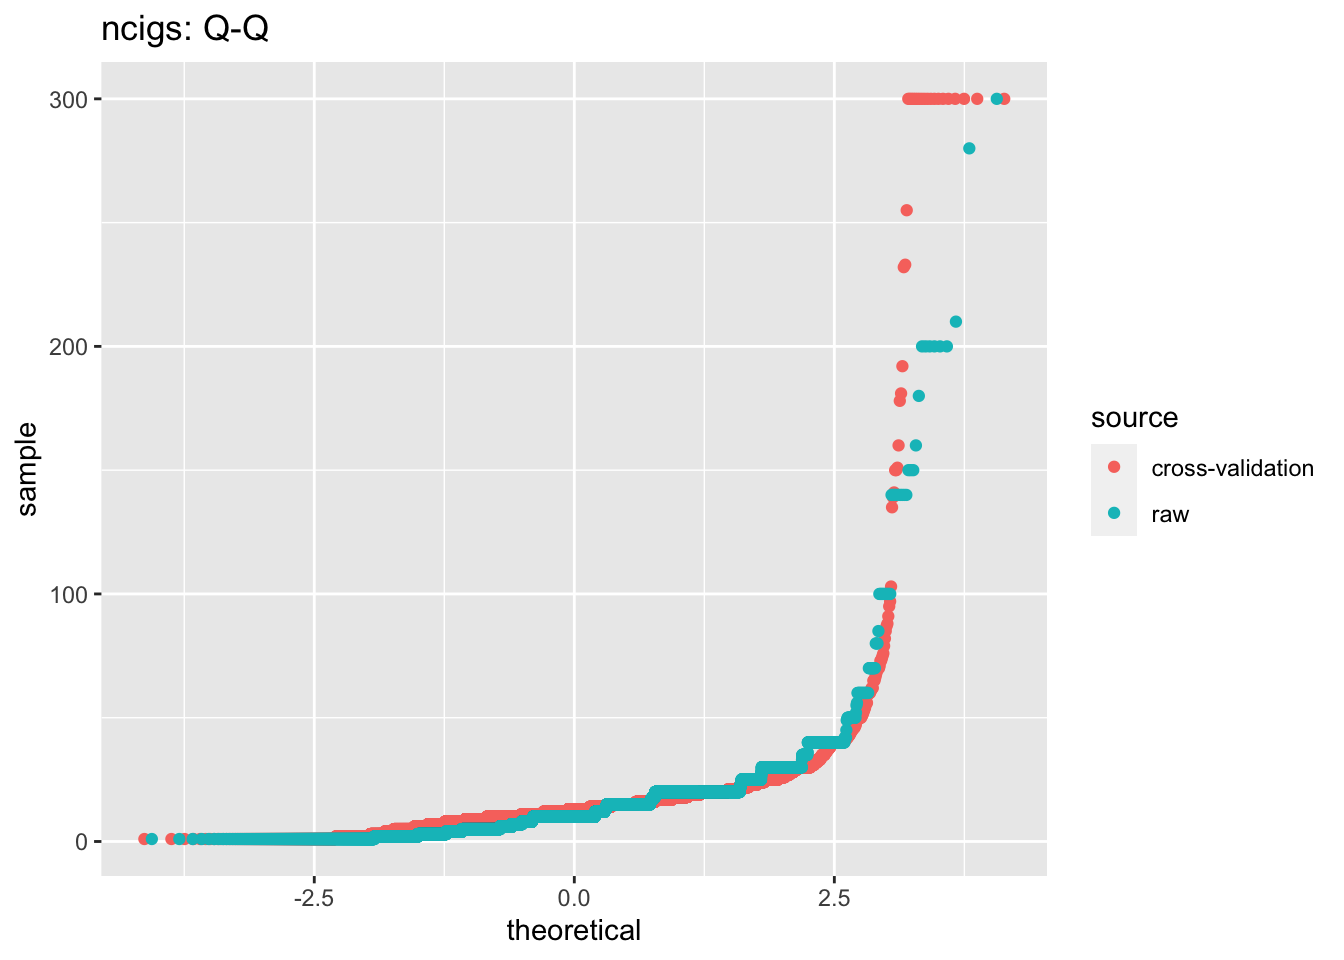 ncigs: Q-Q
300
200
100
0
sample
-2.5
0.0
2.5
theoretical
source
cross-validation
raw